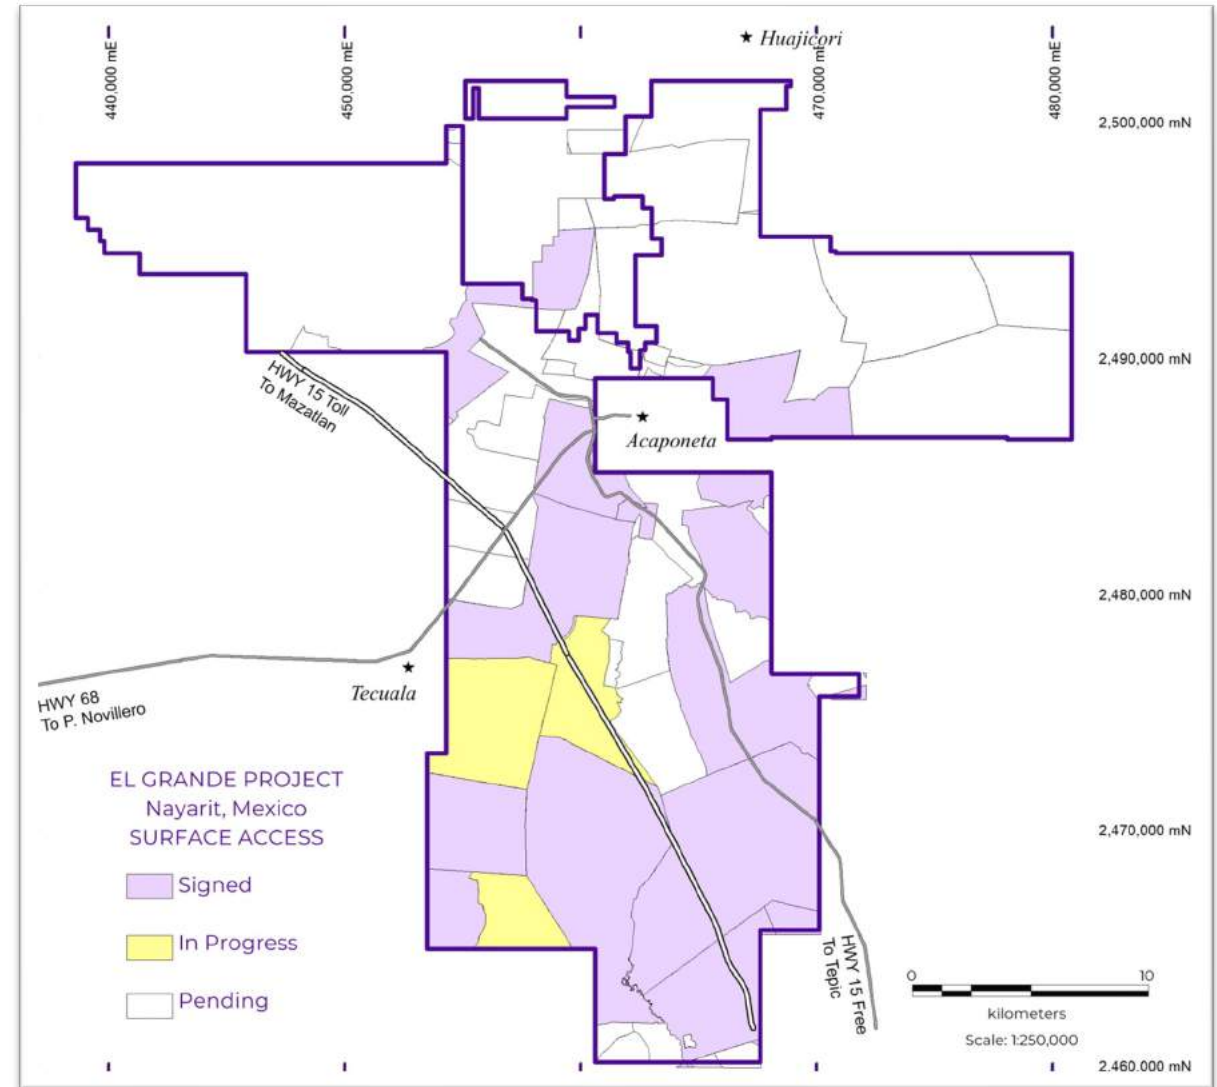 440,000 mE
450,000 mE
470,000 mE
480,000 mE
Huajicori
2,500,000 mN
2,490,000 mN
HWY 15 Toll
To Mazatlan
Acaponeta
2,480,000 mN
Tecuala
HWY 68
To P. Novillero
EL GRANDE PROJECT
Nayarit, Mexico
SURFACE ACCESS
2,470,000 mN
Signed
In Progress
Pending
HWY 15 Free
To Tepic
0 10
kilometers
Scale: 1:250,000
2.460,000 mN